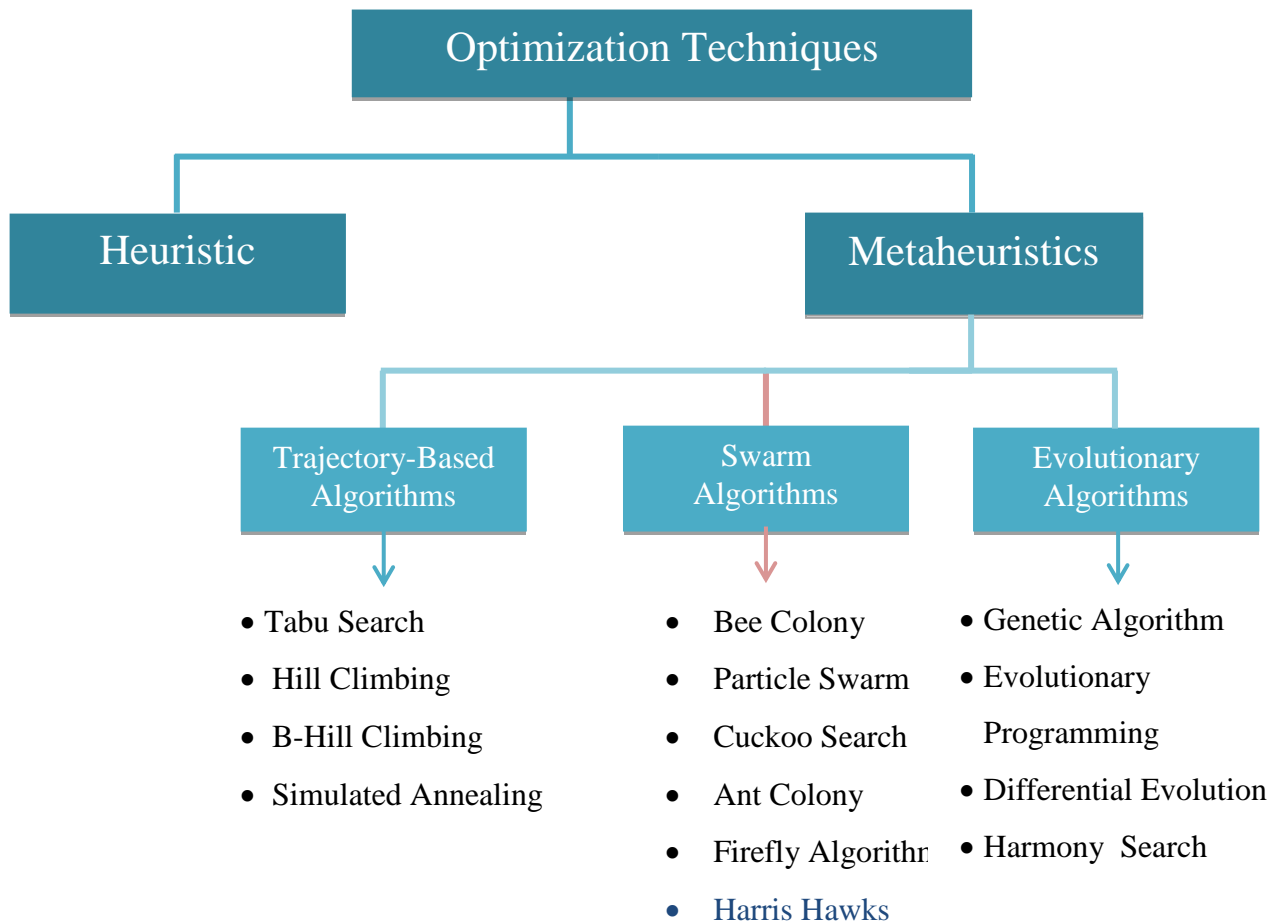 Optimization Techniques
Heuristic
Metaheuristics
Trajectory-Based
Algorithms
Swarm
Algorithms
Evolutionary
Algorithms
• Tabu Search
• Hill Climbing
• B-Hill Climbing
• Simulated Annealing
• Bee Colony
• Particle Swarm
• Cuckoo Search
• Ant Colony
• Firefly Algorithm
• Harris Hawks
• Genetic Algorithm
• Evolutionary
Programming
• Differential Evolution
• Harmony Search